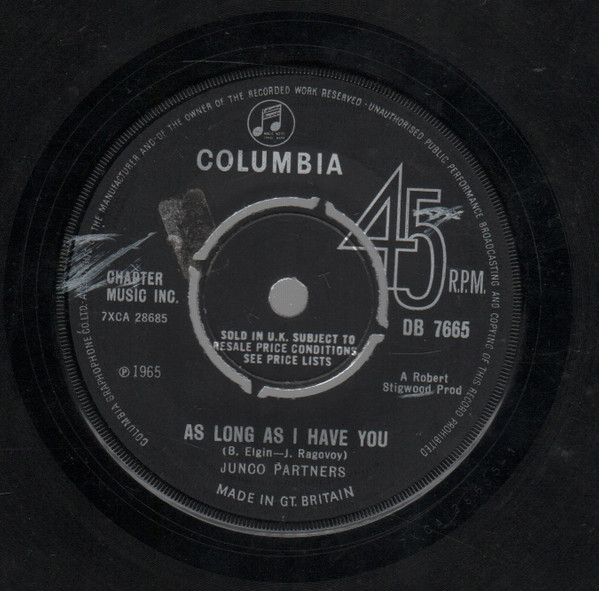 THE MANUFACTURER AND OF THE OWNER OF THE RECORDED WORK RESERVED · UNAUTHORISED PUBLIC PERFORMANCE BROADCASTING AND COPYING OF THIS RECORD PROHIBITED
COLUMBIA GRAPHOPHONE CO. LTD.
COLUMBIA
45
R.P.M.
CHAPTER
MUSIC INC.
7XCA 28685
DB 7665
SOLD IN U.K. SUBJECT TO
RESALE PRICE CONDITIONS
SEE PRICE LISTS
℗ 1965
A Robert
Stigwood Prod
AS LONG AS I HAVE YOU
(B. Elgin—J. Ragovoy)
JUNCO PARTNERS
MADE IN GT. BRITAIN